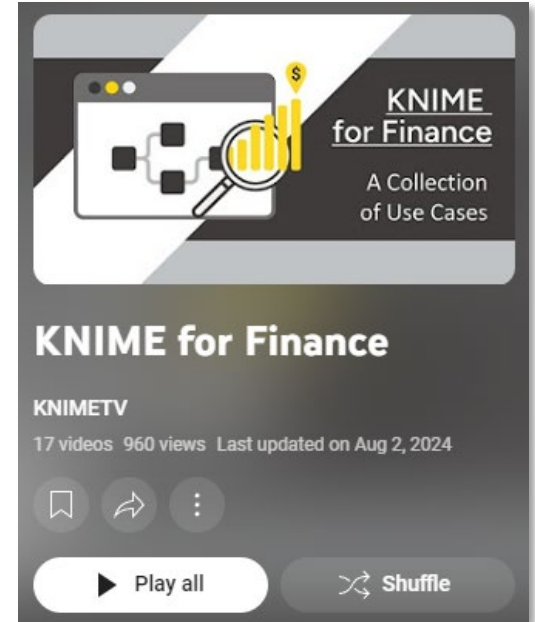 $
KNIME
for Finance
A Collection
of Use Cases
KNIME for Finance
KNIMETV
17 videos 960 views Last updated on Aug 2, 2024
Play all
Shuffle